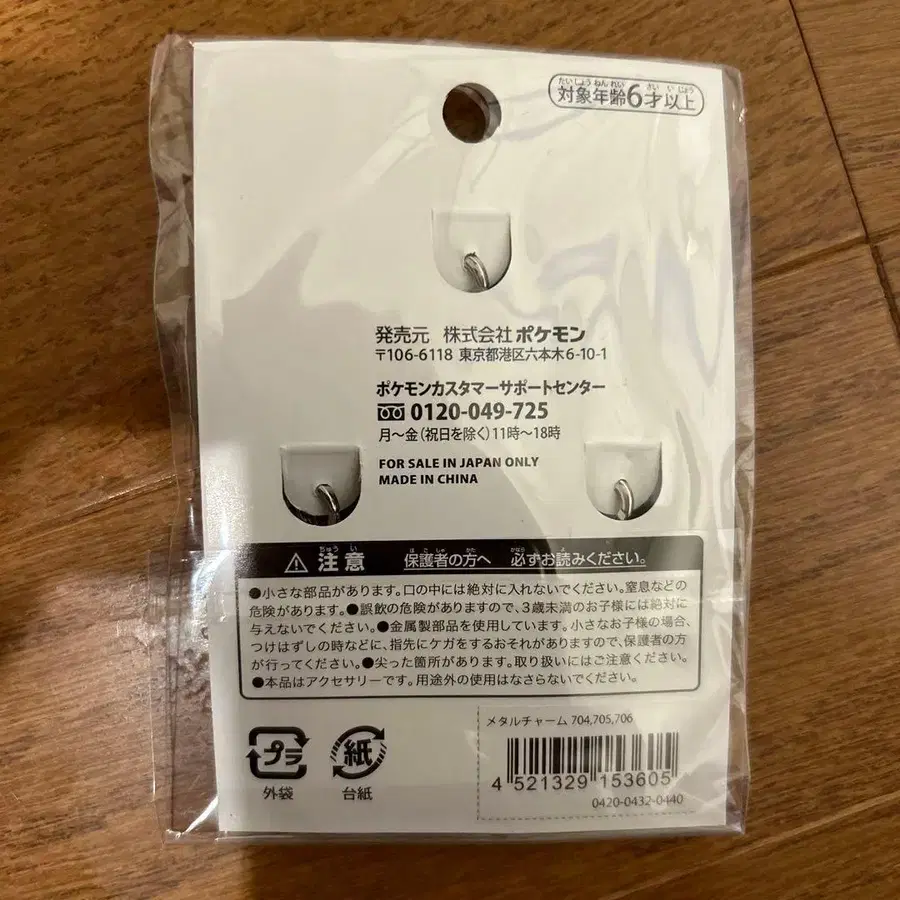 たいしょうねんれい さいいじょう
対象年齢6才以上
発売元 株式会社 ポケモン
〒106-6118 東京都港区六本木6-10-1
ポケモンカスタマーサポートセンター
0120-049-725
月〜金(祝日を除く)11時〜18時
FOR SALE IN JAPAN ONLY
MADE IN CHINA
ちゅうい ほごしゃ かた かなら よ
注意 保護者の方へ 必ずお読みください。
●小さな部品があります。口の中には絶対に入れないでください。窒息などの
危険があります。●誤飲の危険がありますので、3歳未満のお子様には絶対に
与えないでください。●金属製部品を使用しています。小さなお子様の場合、
つけはずしの時などに、指先にケガをするおそれがありますので、保護者の方
が行ってください。●尖った箇所があります。取り扱いにはご注意ください。
●本品はアクセサリーです。用途外の使用はなさらないでください。
プラ
外袋
紙
台紙
メタルチャーム 704,705,706
4 521329 153605
0420-0432-0440